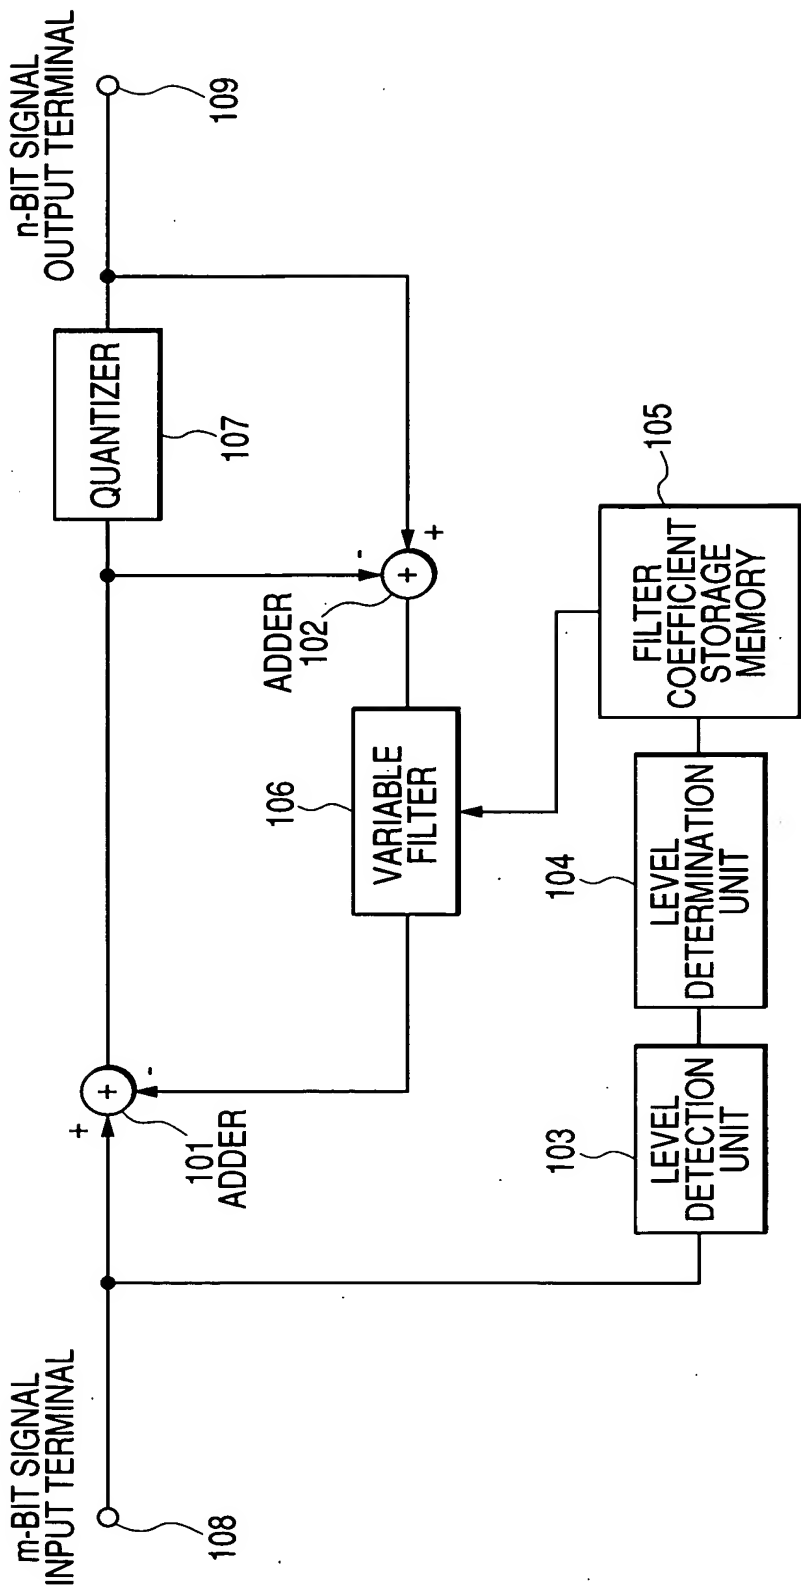 m-BIT SIGNAL
INPUT TERMINAL
108
+
-
+
101
ADDER
QUANTIZER
107
n-BIT SIGNAL
OUTPUT TERMINAL
109
ADDER
102
-
+
+
106
VARIABLE
FILTER
103
LEVEL
DETECTION
UNIT
104
LEVEL
DETERMINATION
UNIT
105
FILTER
COEFFICIENT
STORAGE
MEMORY